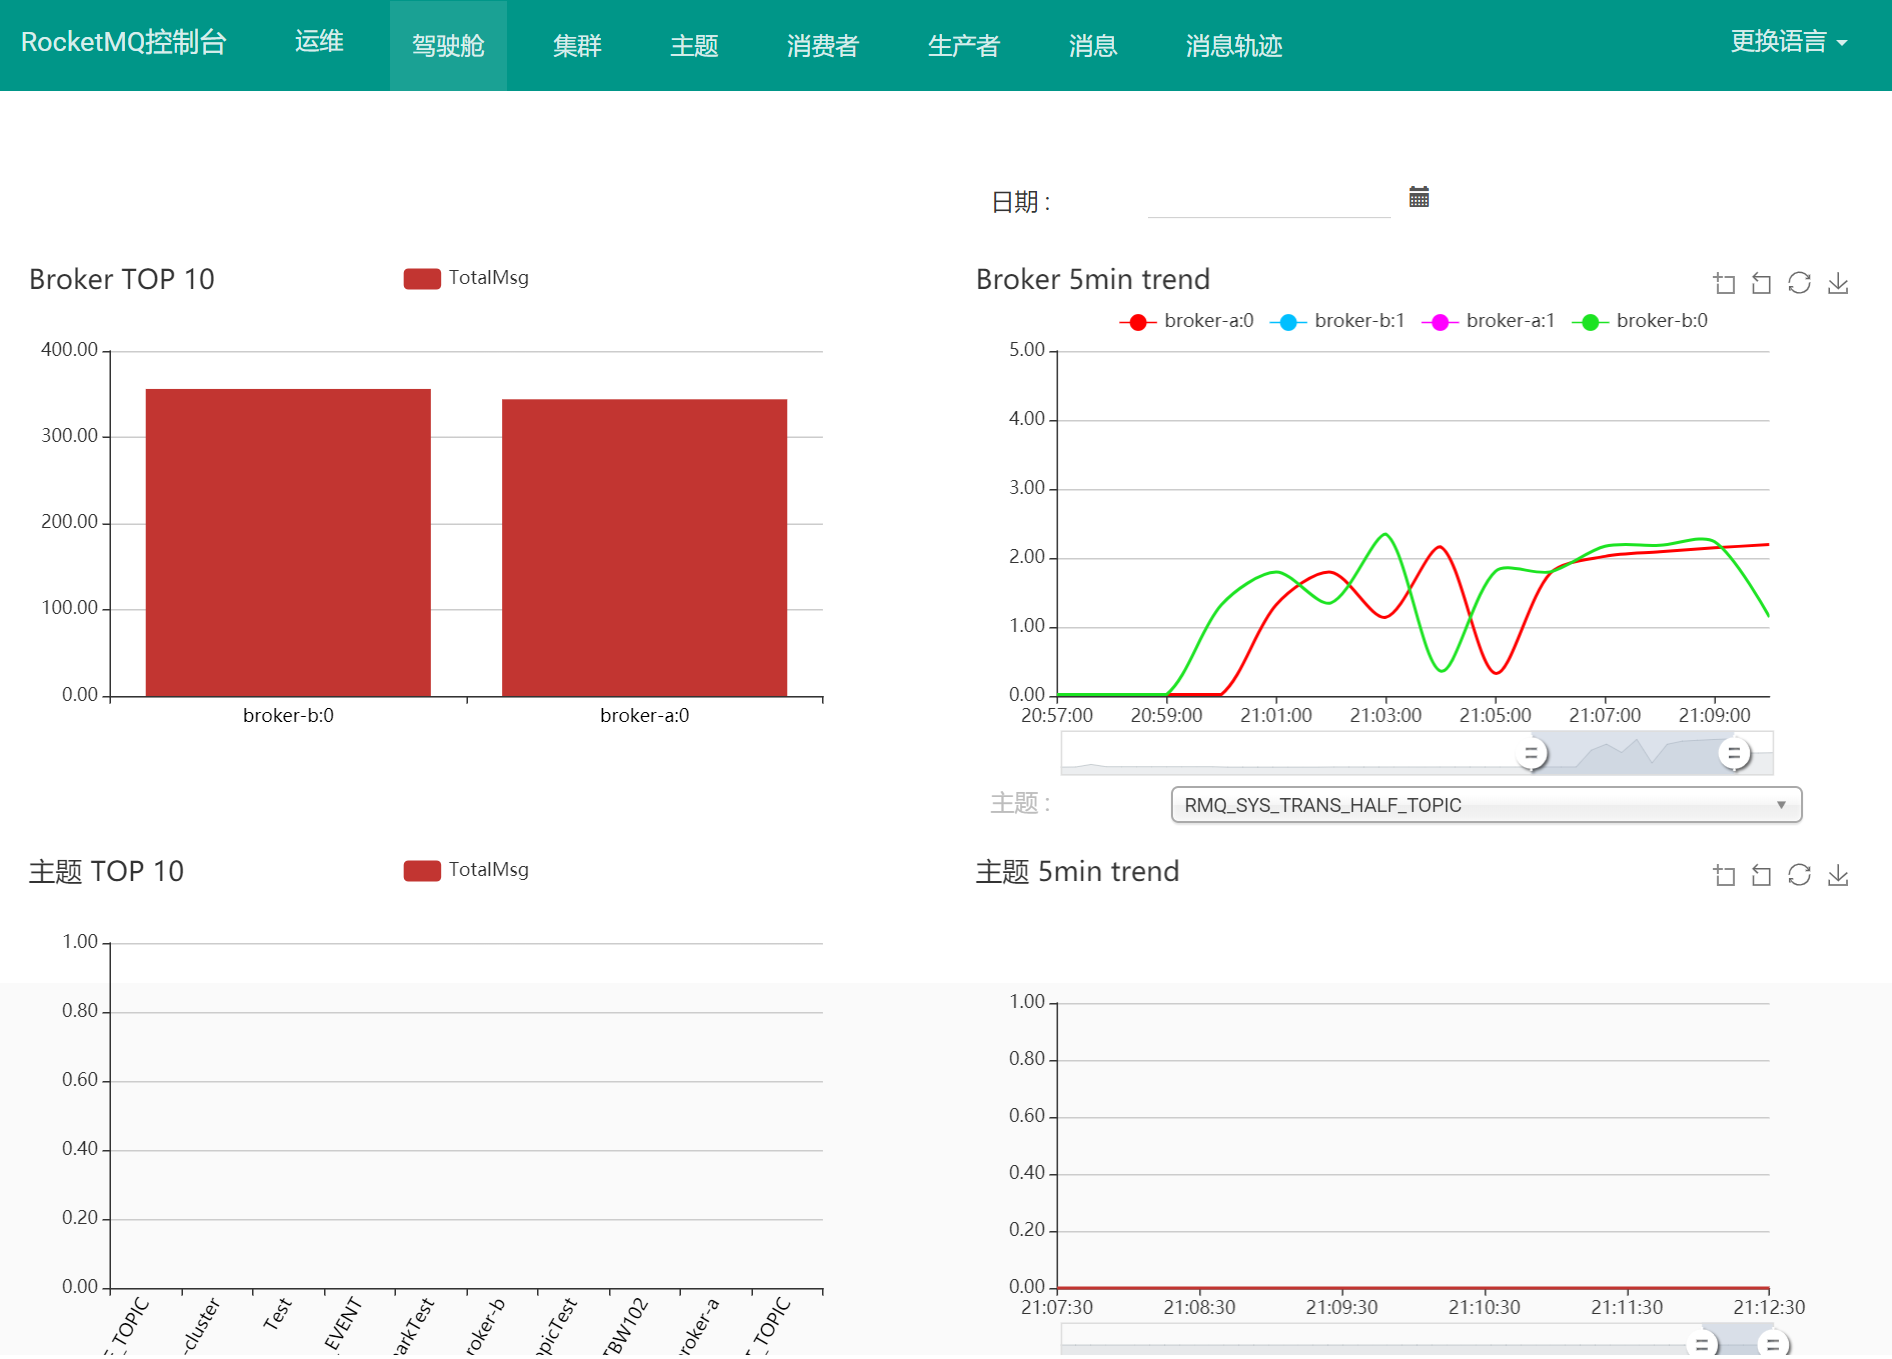 RocketMQ控制台 运维 驾驶舱 集群 主题 消费者 生产者 消息 消息轨迹 更换语言
日期 :
Broker TOP 10
TotalMsg
400.00
300.00
200.00
100.00
0.00
broker-b:0 broker-a:0
Broker 5min trend
broker-a:0 broker-b:1 broker-a:1 broker-b:0
5.00
4.00
3.00
2.00
1.00
0.00
20:57:00 20:59:00 21:01:00 21:03:00 21:05:00 21:07:00 21:09:00
主题 :
RMQ_SYS_TRANS_HALF_TOPIC
主题 TOP 10
TotalMsg
1.00
0.80
0.60
0.40
0.20
0.00
_TOPIC
_cluster
Test
_EVENT
arkTest
roker-b
opicTest
TBW102
roker-a
T_TOPIC
主题 5min trend
1.00
0.80
0.60
0.40
0.20
0.00
21:07:30 21:08:30 21:09:30 21:10:30 21:11:30 21:12:30